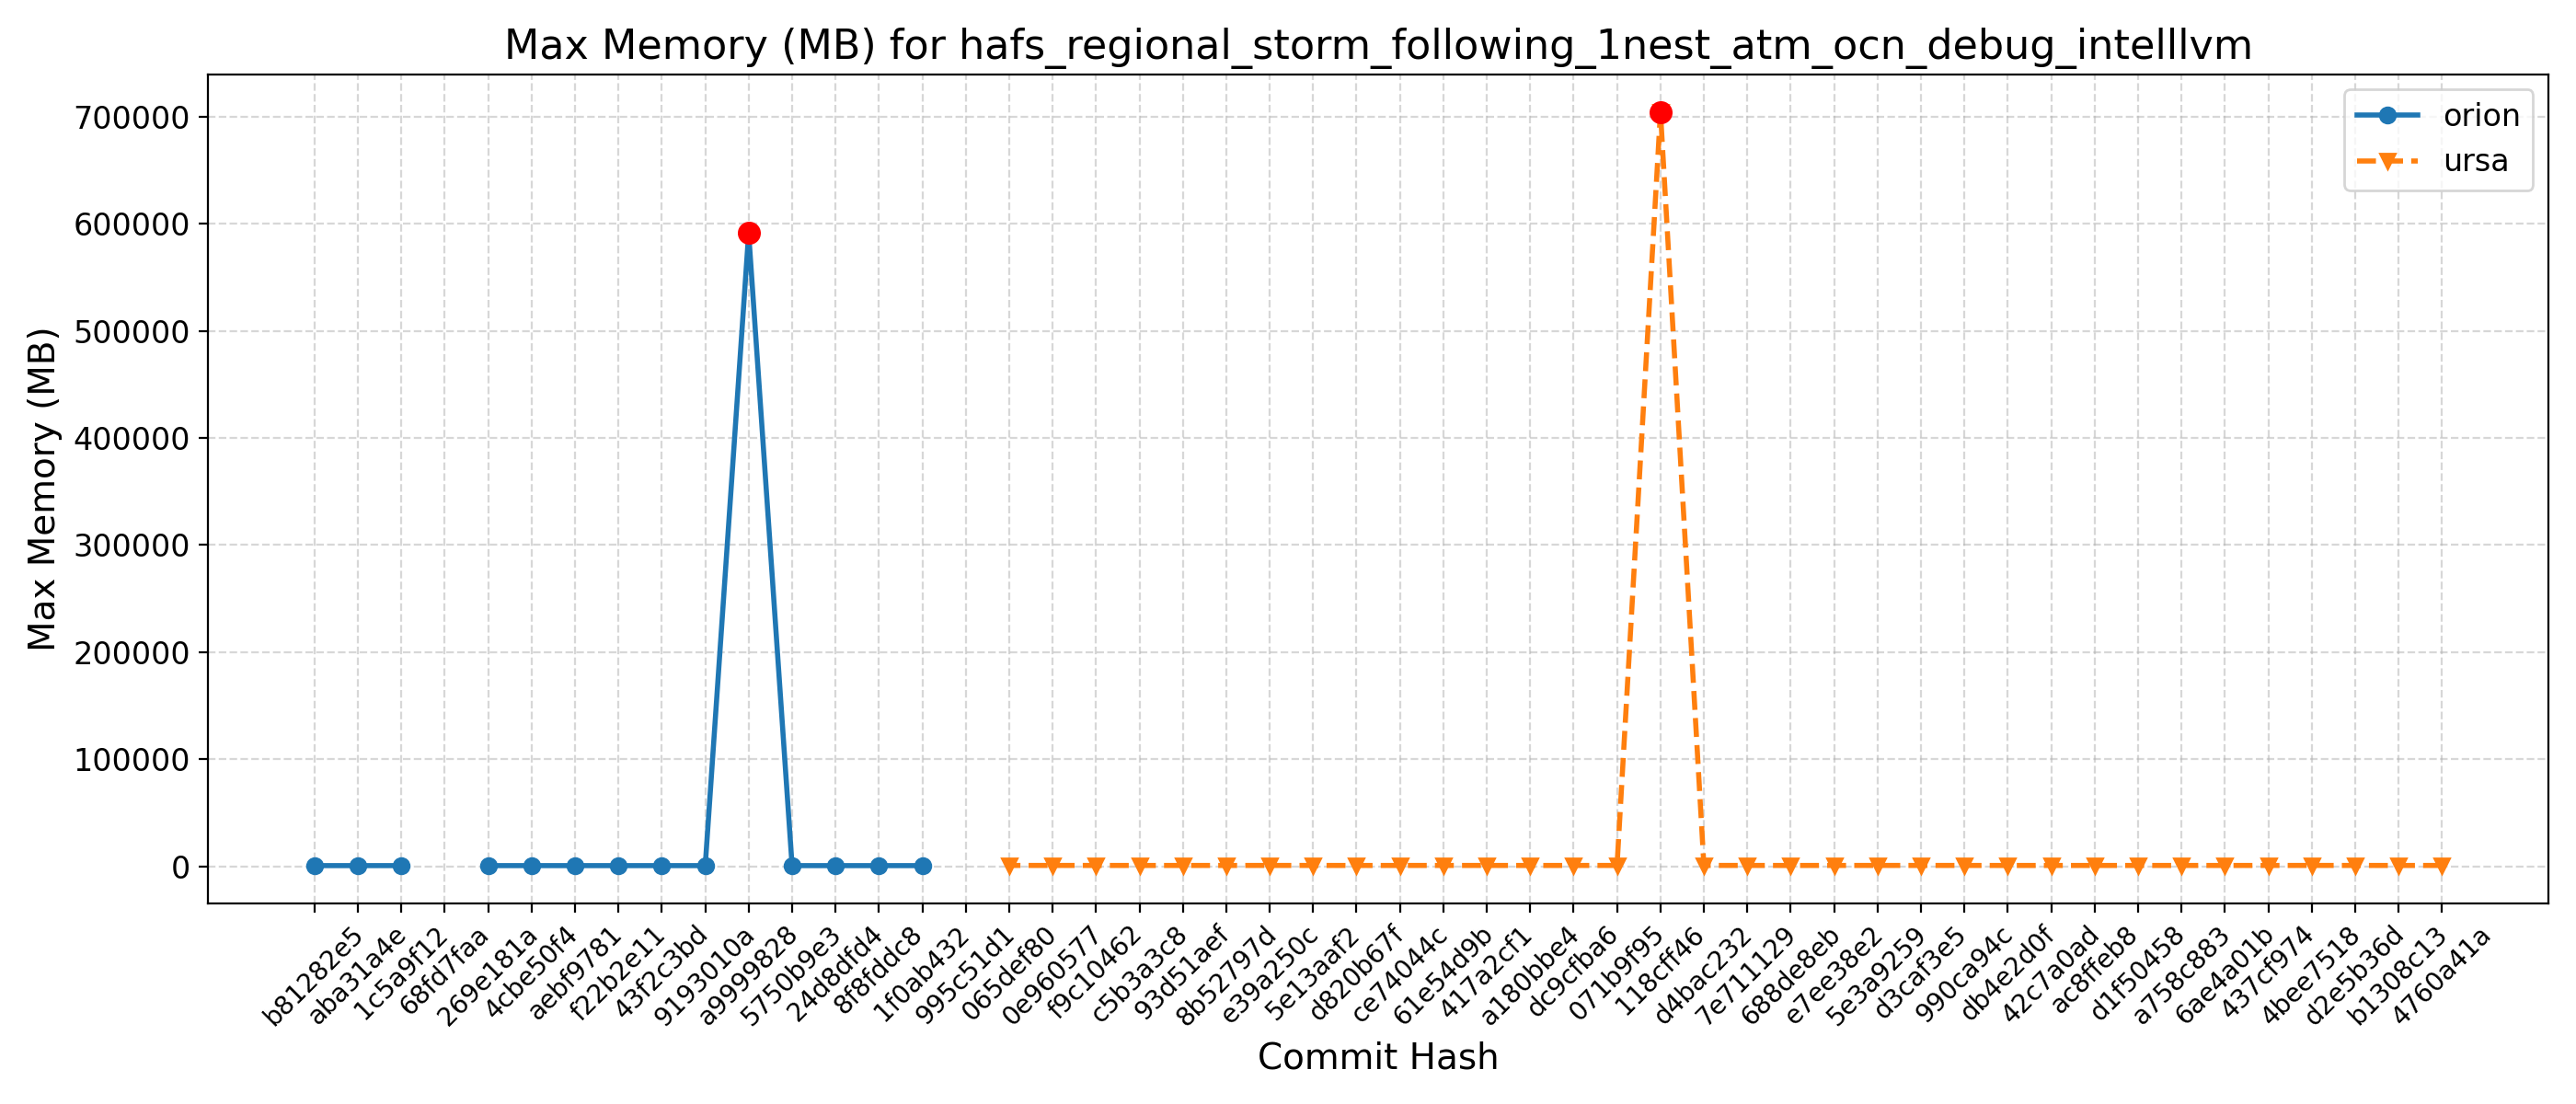 Max Memory (MB) for hafs_regional_storm_following_1nest_atm_ocn_debug_intelllvm
orion
ursa
Max Memory (MB)
700000
600000
500000
400000
300000
200000
100000
0
b81282e5
aba31a4e
1c5a9f12
68fd7faa
269e181a
4cbe50f4
aebf9781
f22b2e11
43f2c3bd
9193010a
a9999828
5750b9e3
24d8dfd4
8f8fddc8
1f0ab432
995c51d1
065def80
0e960577
f9c10462
c5b3a3c8
93d51aef
8b52797d
e39a250c
5e13aaf2
d820b67f
ce74044c
61e54d9b
417a2cf1
a180bbe4
dc9cfba6
071b9f95
118cff46
d4bac232
7e711129
688de8eb
e7ee38e2
5e3a9259
d3caf3e5
990ca94c
db4e2d0f
42c7a0ad
ac8ffeb8
d1f50458
a758c883
6ae4a01b
437cf974
4bee7518
d2e5b36d
b1308c13
4760a41a
Commit Hash